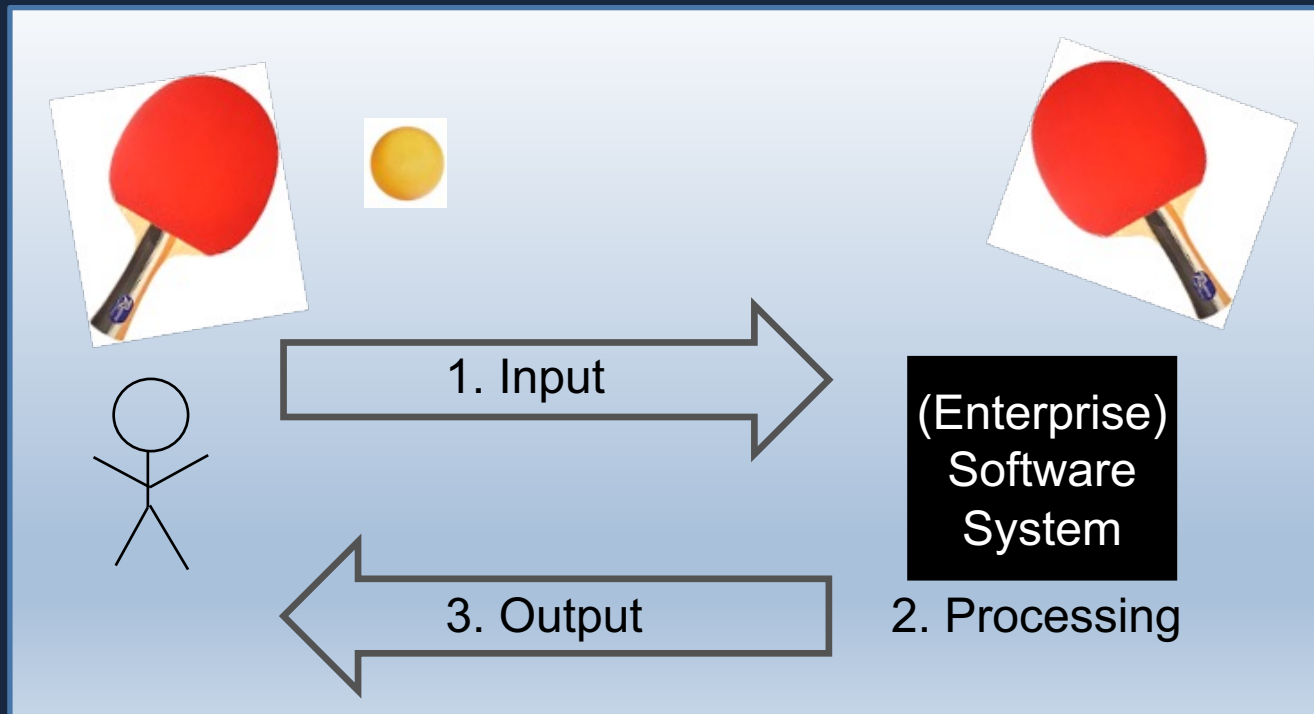 1. Input
(Enterprise)
Software
System
3. Output
2. Processing